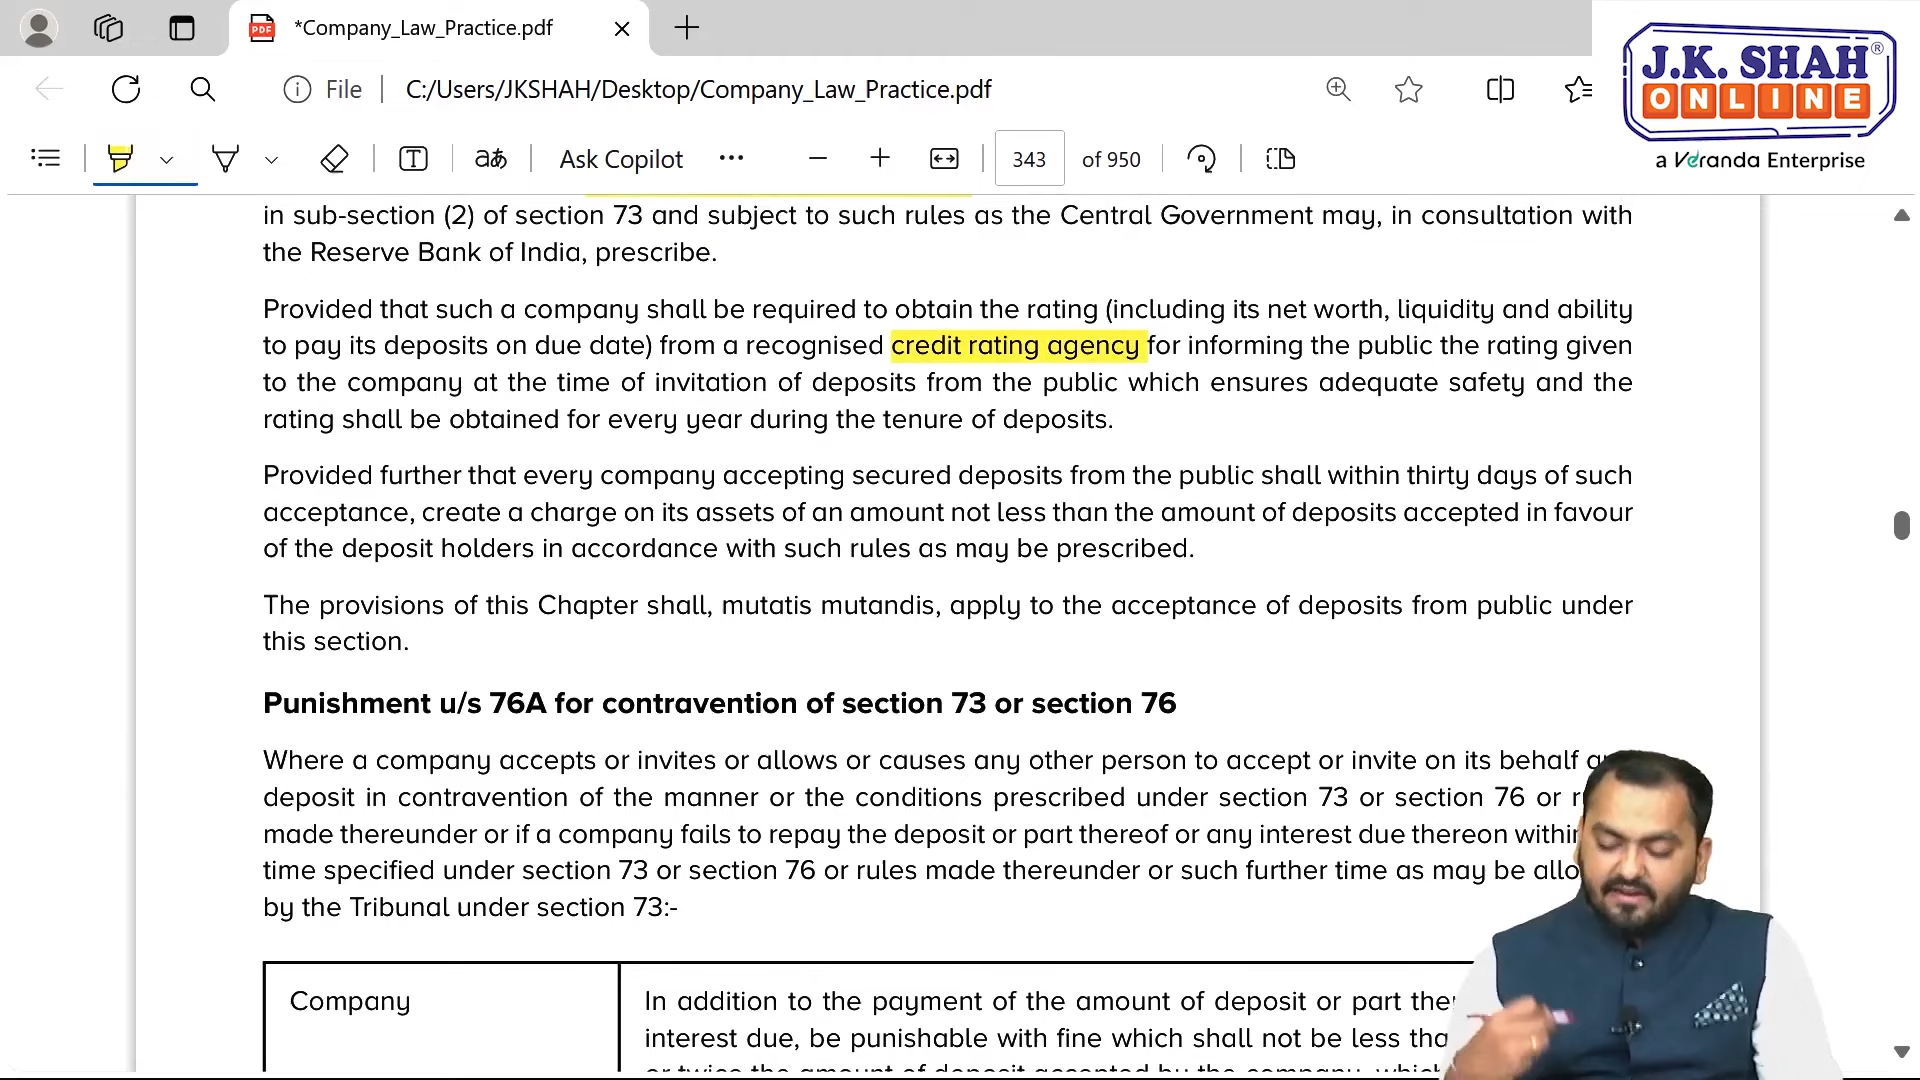 *Company_Law_Practice.pdf
File
C:/Users/JKSHAH/Desktop/Company_Law_Practice.pdf
J.K. SHAH®
ONLINE
a Veranda Enterprise
Ask Copilot
343 of 950
in sub-section (2) of section 73 and subject to such rules as the Central Government may, in consultation with
the Reserve Bank of India, prescribe.
Provided that such a company shall be required to obtain the rating (including its net worth, liquidity and ability
to pay its deposits on due date) from a recognised credit rating agency for informing the public the rating given
to the company at the time of invitation of deposits from the public which ensures adequate safety and the
rating shall be obtained for every year during the tenure of deposits.
Provided further that every company accepting secured deposits from the public shall within thirty days of such
acceptance, create a charge on its assets of an amount not less than the amount of deposits accepted in favour
of the deposit holders in accordance with such rules as may be prescribed.
The provisions of this Chapter shall, mutatis mutandis, apply to the acceptance of deposits from public under
this section.
Punishment u/s 76A for contravention of section 73 or section 76
Where a company accepts or invites or allows or causes any other person to accept or invite on its behalf
deposit in contravention of the manner or the conditions prescribed under section 73 or section 76 or
made thereunder or if a company fails to repay the deposit or part thereof or any interest due thereon within
time specified under section 73 or section 76 or rules made thereunder or such further time as may be
by the Tribunal under section 73:-
Company
In addition to the payment of the amount of deposit or part
interest due, be punishable with fine which shall not be less
or twice the amount of deposit accepted by the company, which